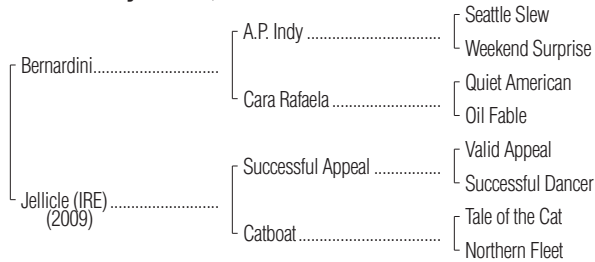 Seattle Slew
A.P. Indy ................................
Weekend Surprise
Bernardini..............................
Quiet American
Cara Rafaela ..........................
Oil Fable
Valid Appeal
Successful Appeal ................
Successful Dancer
Jellicle (IRE) ..........................
(2009)
Tale of the Cat
Catboat..................................
Northern Fleet